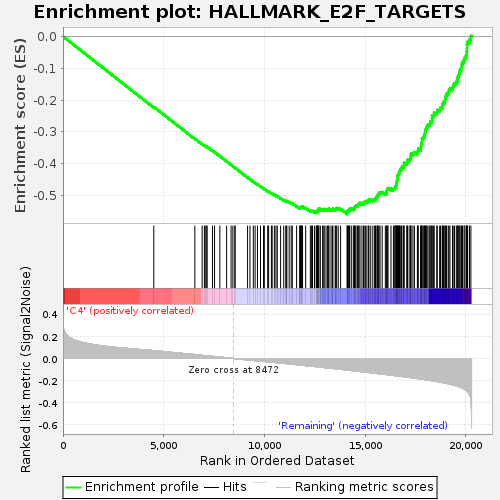 Enrichment plot: HALLMARK_E2F_TARGETS
Enrichment score (ES)
0.0
-0.1
-0.2
-0.3
-0.4
-0.5
'C4' (positively correlated)
Ranked list metric (Signal2Noise)
0.4
0.2
0.0
-0.2
-0.4
-0.6
Zero cross at 8472
'Remaining' (negatively correlated)
0
5,000
10,000
15,000
20,000
Rank in Ordered Dataset
Enrichment profile
Hits
Ranking metric scores